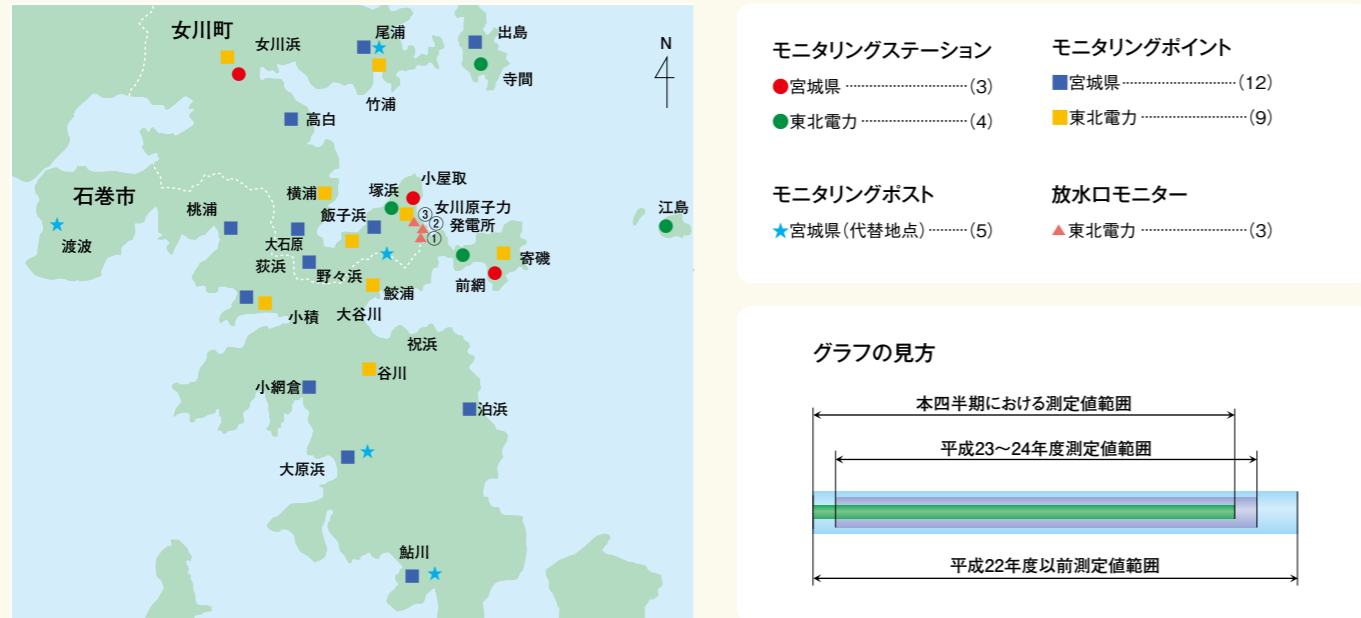 女川町
女川浜
尾浦
出島
竹浦
寺間
N
高白
石巻市
渡波
桃浦
横浦
大石原
飯子浜
塚浜
小屋取
女川原子力
発電所
③
②
①
江島
荻浜
野々浜
鮫浦
前網
寄磯
小積
大谷川
祝浜
谷川
小網倉
泊浜
大原浜
鮎川
モニタリングステーション
●宮城県 ……………………(3)
●東北電力 …………………(4)
モニタリングポイント
■宮城県 ……………………(12)
■東北電力 …………………(9)
モニタリングポスト
★宮城県(代替地点) ………(5)
放水口モニター
▲東北電力 …………………(3)
グラフの見方
本四半期における測定値範囲
平成23〜24年度測定値範囲
平成22年度以前測定値範囲